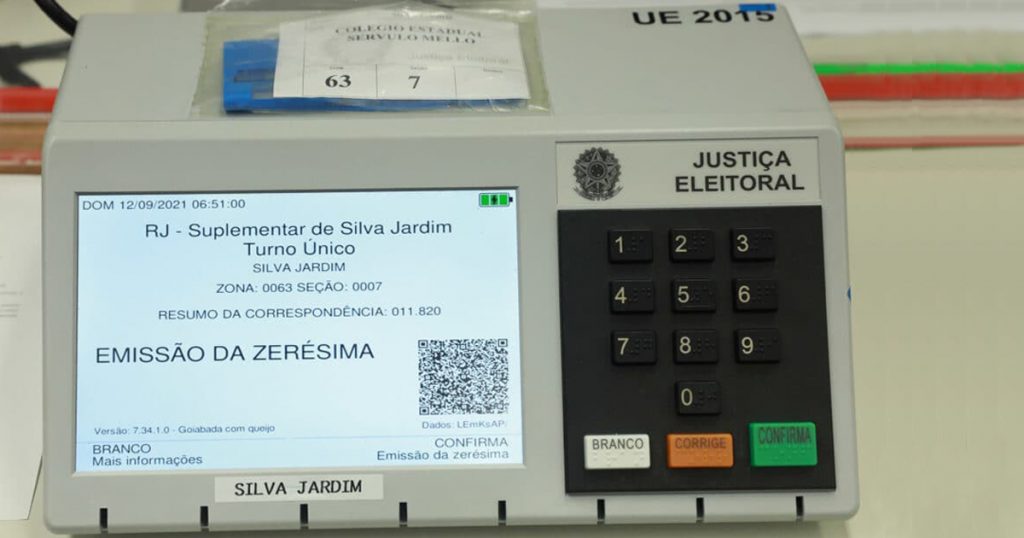 UE 2015
COLEGIO ESTADUAL
SERVULO MELLO
Justiça Eleitoral
63 7
JUSTIÇA
ELEITORAL
DOM 12/09/2021 06:51:00
RJ - Suplementar de Silva Jardim
Turno Único
SILVA JARDIM
ZONA: 0063 SEÇÃO: 0007
RESUMO DA CORRESPONDÊNCIA: 011.820
EMISSÃO DA ZERÉSIMA
Versão: 7.34.1.0 - Goiabada com queijo
Dados: LEmKsAP/
BRANCO
Mais informações
CONFIRMA
Emissão da zerésima
1 2 3
4 5 6
7 8 9
0
BRANCO CORRIGE CONFIRMA
SILVA JARDIM